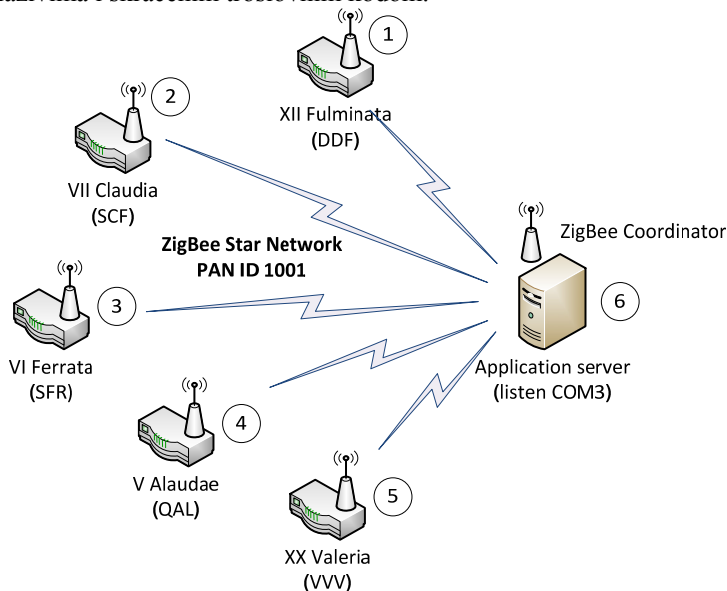 1
XII Fulminata
(DDF)
2
VII Claudia
(SCF)
ZigBee Coordinator
ZigBee Star Network
PAN ID 1001
3
VI Ferrata
(SFR)
6
Application server
(listen COM3)
4
V Alaudae
(QAL)
5
XX Valeria
(VVV)